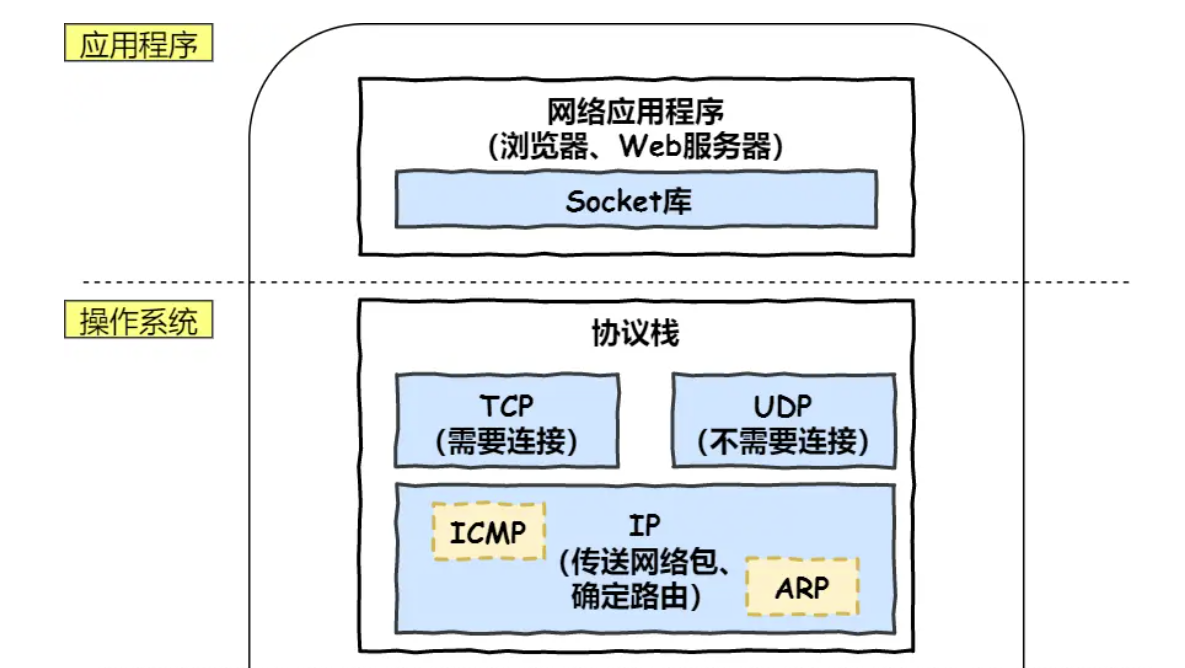 应用程序
网络应用程序
(浏览器、Web服务器)
Socket库
操作系统
协议栈
TCP
(需要连接)
UDP
(不需要连接)
ICMP
IP
(传送网络包、
确定路由)
ARP